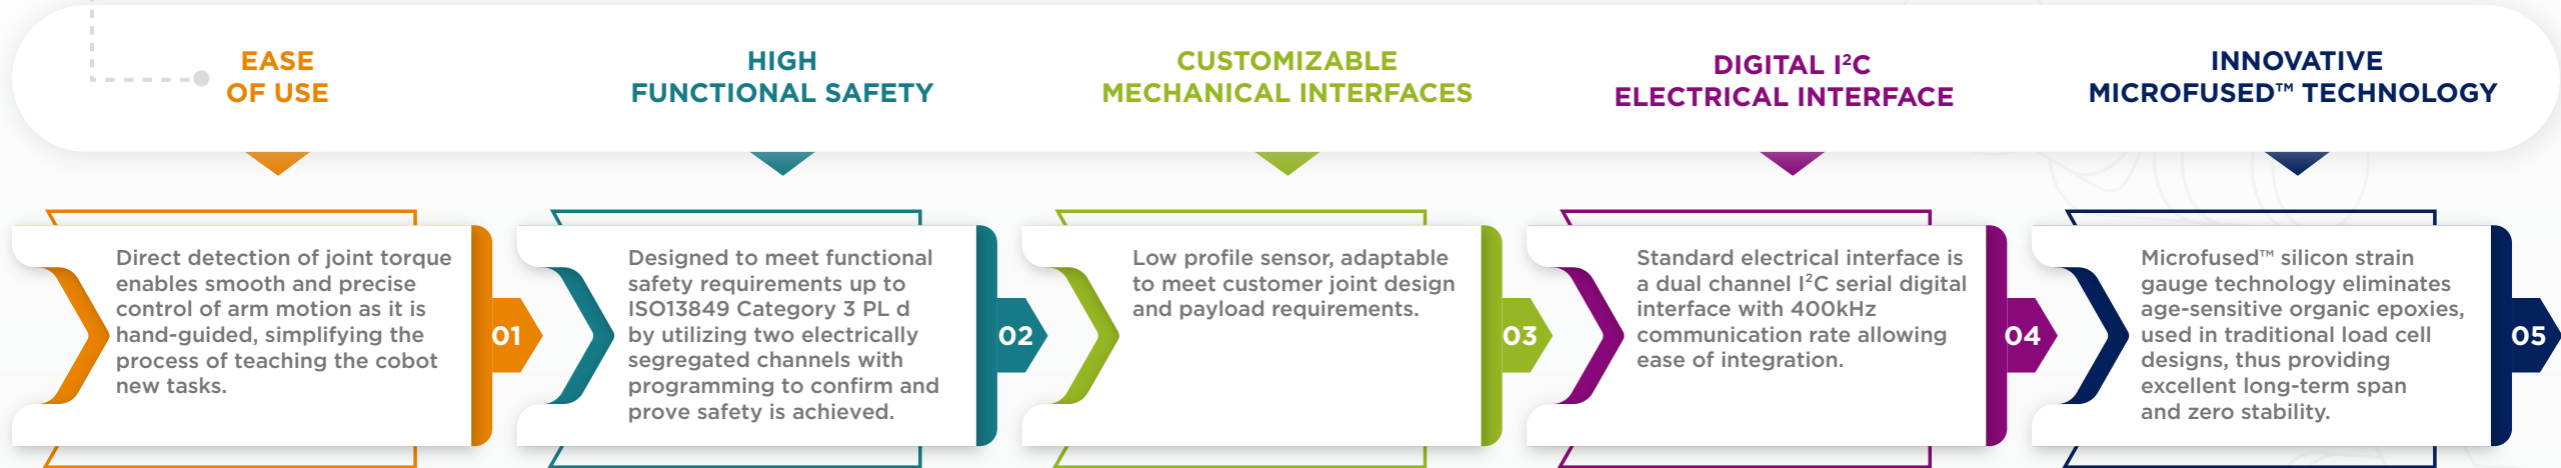 EASE
OF USE
HIGH
FUNCTIONAL SAFETY
CUSTOMIZABLE
MECHANICAL INTERFACES
DIGITAL I²C
ELECTRICAL INTERFACE
INNOVATIVE
MICROFUSED™ TECHNOLOGY
Direct detection of joint torque
enables smooth and precise
control of arm motion as it is
hand-guided, simplifying the
process of teaching the cobot
new tasks.
01
Designed to meet functional
safety requirements up to
ISO13849 Category 3 PL d
by utilizing two electrically
segregated channels with
programming to confirm and
prove safety is achieved.
02
Low profile sensor, adaptable
to meet customer joint design
and payload requirements.
03
Standard electrical interface is
a dual channel I²C serial digital
interface with 400kHz
communication rate allowing
ease of integration.
04
Microfused™ silicon strain
gauge technology eliminates
age-sensitive organic epoxies,
used in traditional load cell
designs, thus providing
excellent long-term span
and zero stability.
05